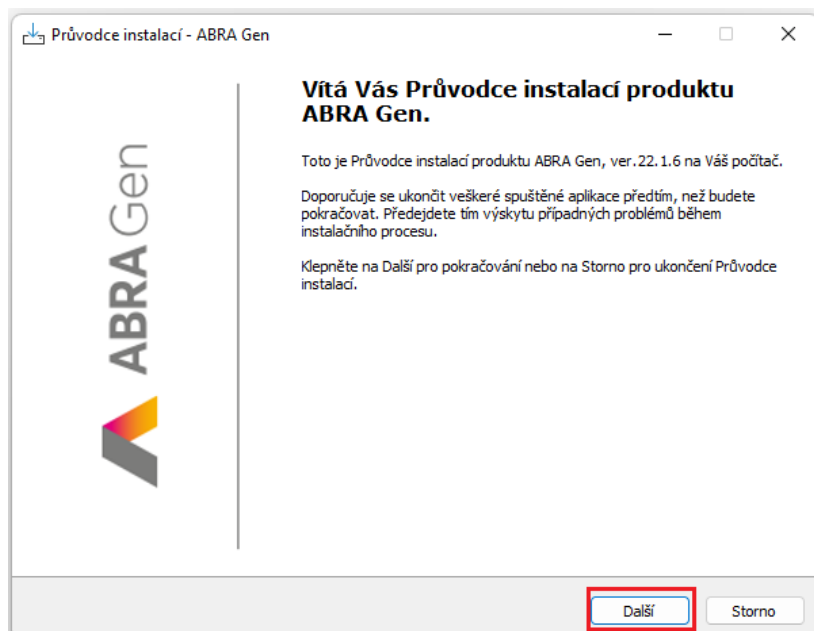 Průvodce instalací - ABRA Gen
Vítá Vás Průvodce instalací produktu
ABRA Gen.
Toto je Průvodce instalací produktu ABRA Gen, ver.22.1.6 na Váš počítač.
Doporučuje se ukončit veškeré spuštěné aplikace předtím, než budete
pokračovat. Předejdete tím výskytu případných problémů během
instalačního procesu.
Klepněte na Další pro pokračování nebo na Storno pro ukončení Průvodce
instalací.
ABRA Gen
Další
Storno